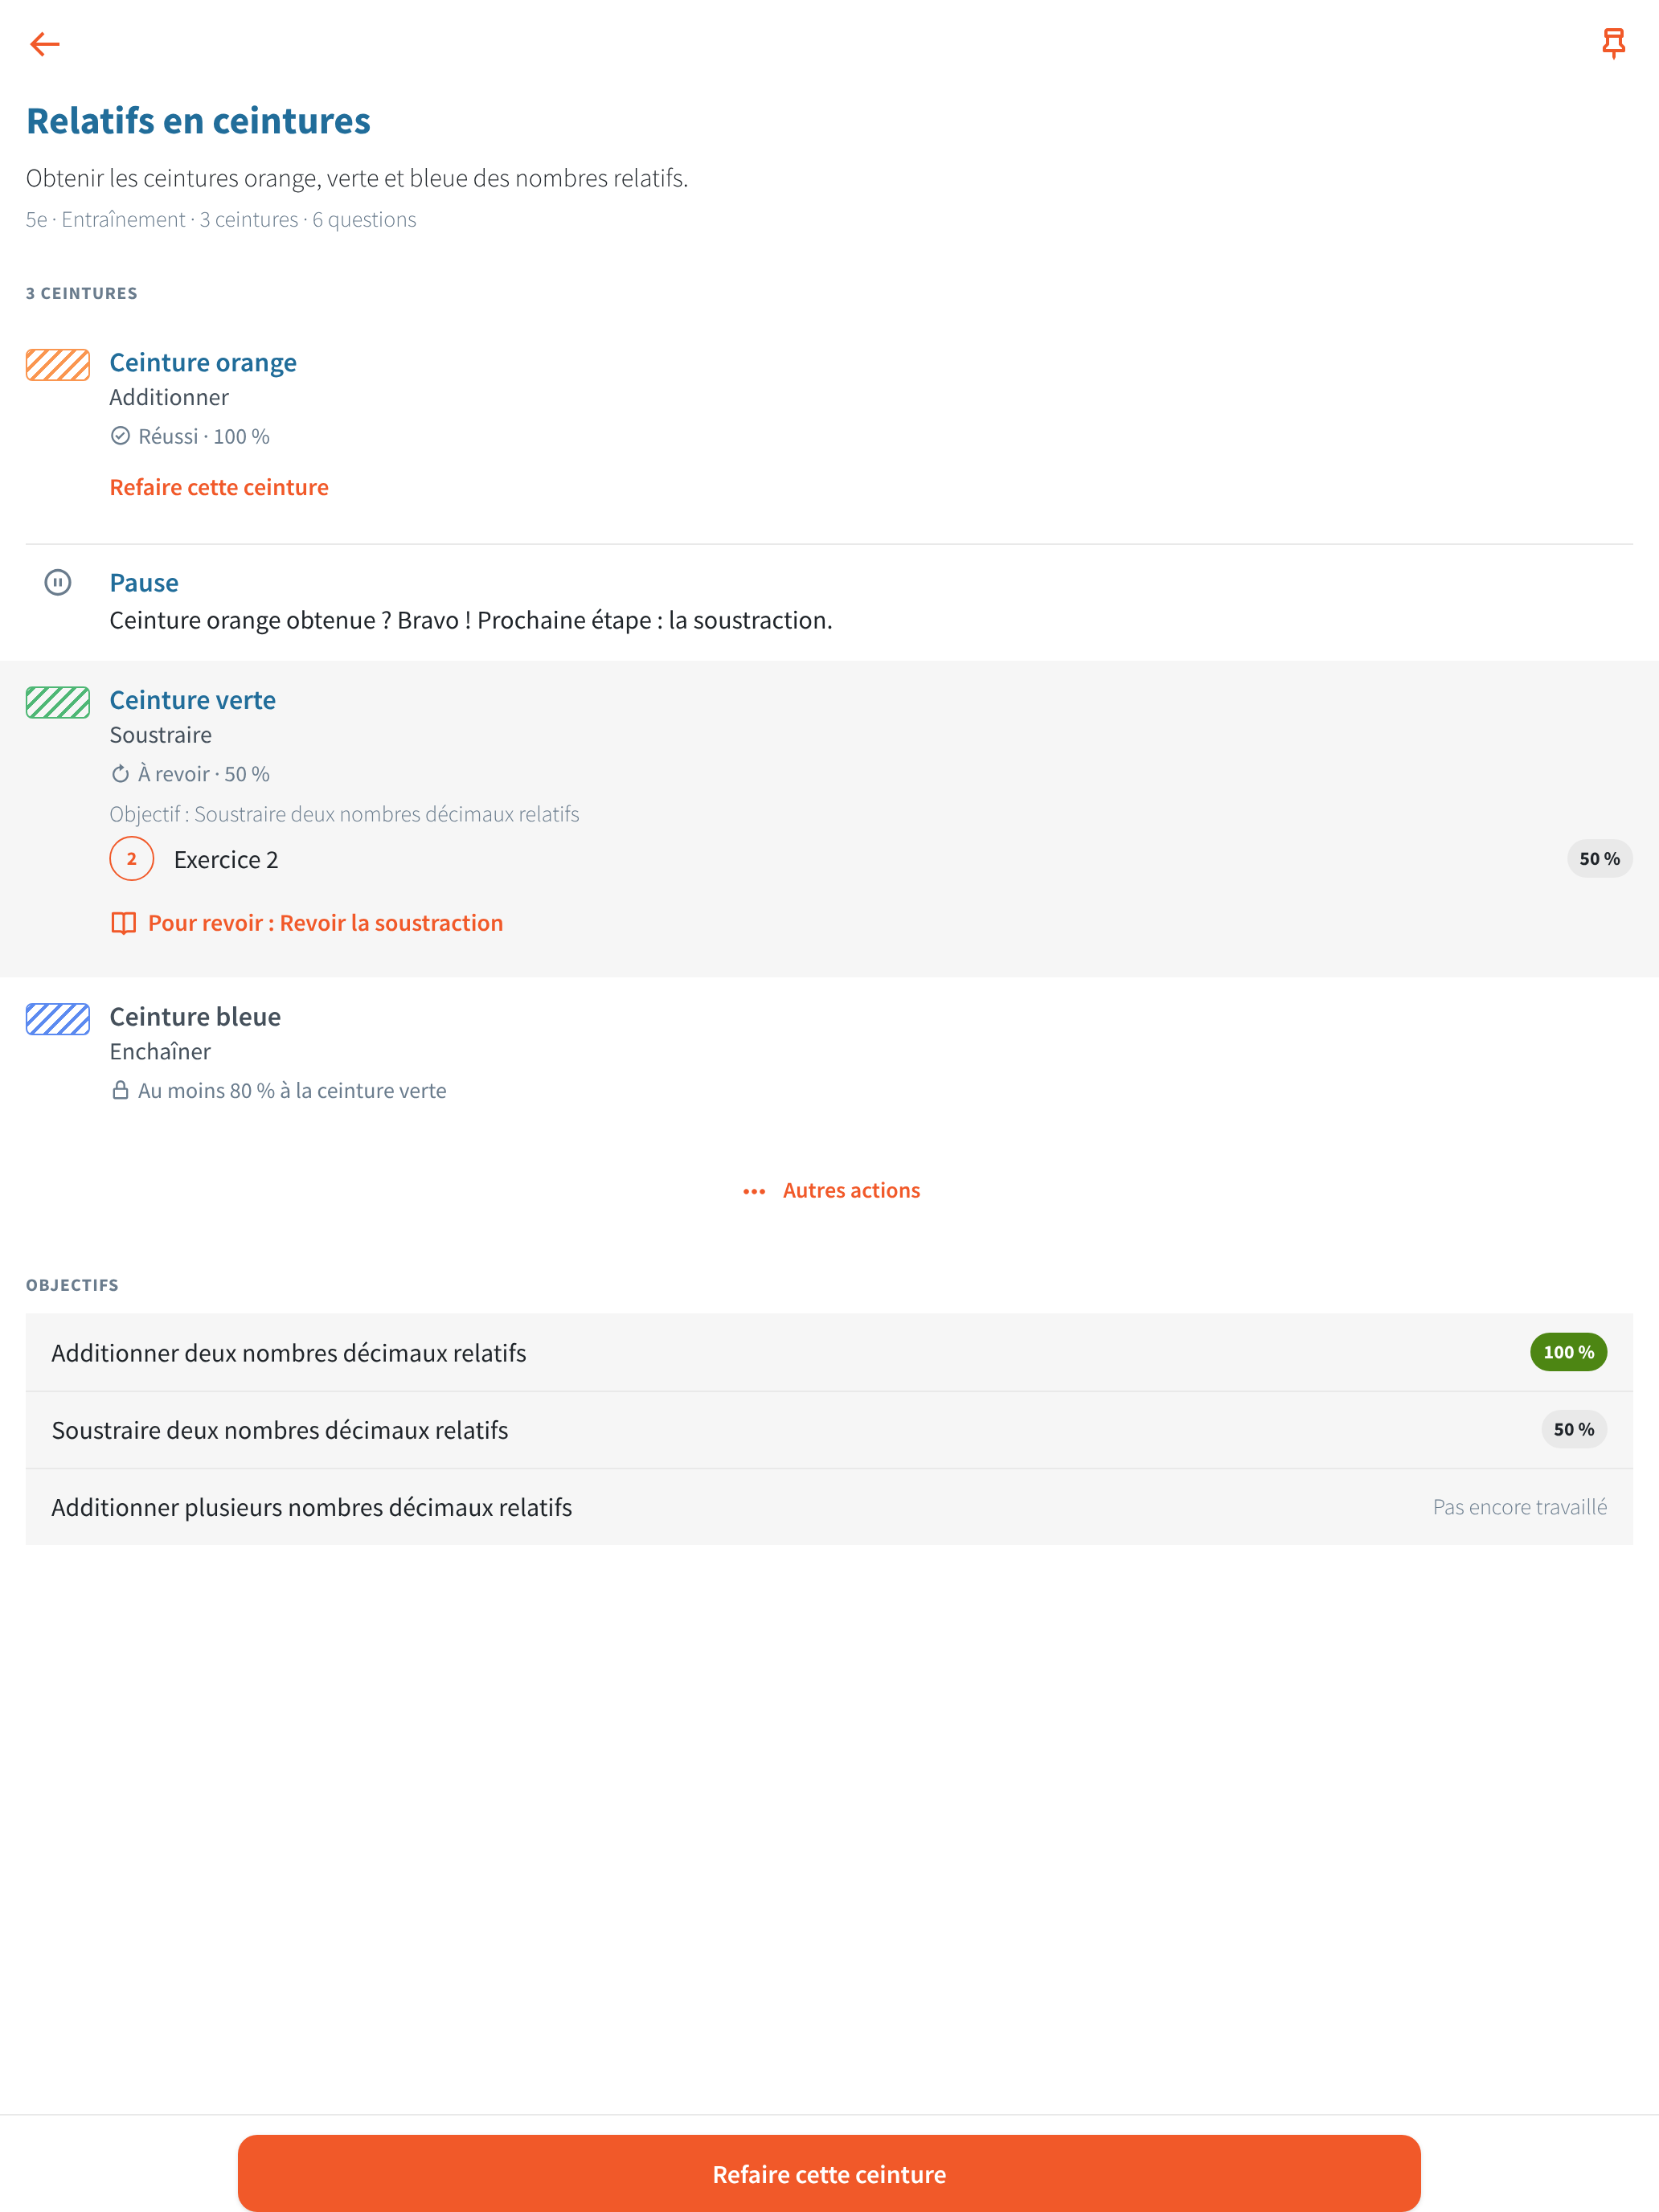 Relatifs en ceintures
Obtenir les ceintures orange, verte et bleue des nombres relatifs.
5e · Entraînement · 3 ceintures · 6 questions
3 CEINTURES
Ceinture orange
Additionner
Réussi · 100 %
Refaire cette ceinture
Pause
Ceinture orange obtenue ? Bravo ! Prochaine étape : la soustraction.
Ceinture verte
Soustraire
À revoir · 50 %
Objectif : Soustraire deux nombres décimaux relatifs
2 Exercice 2 50 %
Pour revoir : Revoir la soustraction
Ceinture bleue
Enchaîner
Au moins 80 % à la ceinture verte
Autres actions
OBJECTIFS
Additionner deux nombres décimaux relatifs 100 %
Soustraire deux nombres décimaux relatifs 50 %
Additionner plusieurs nombres décimaux relatifs Pas encore travaillé
Refaire cette ceinture